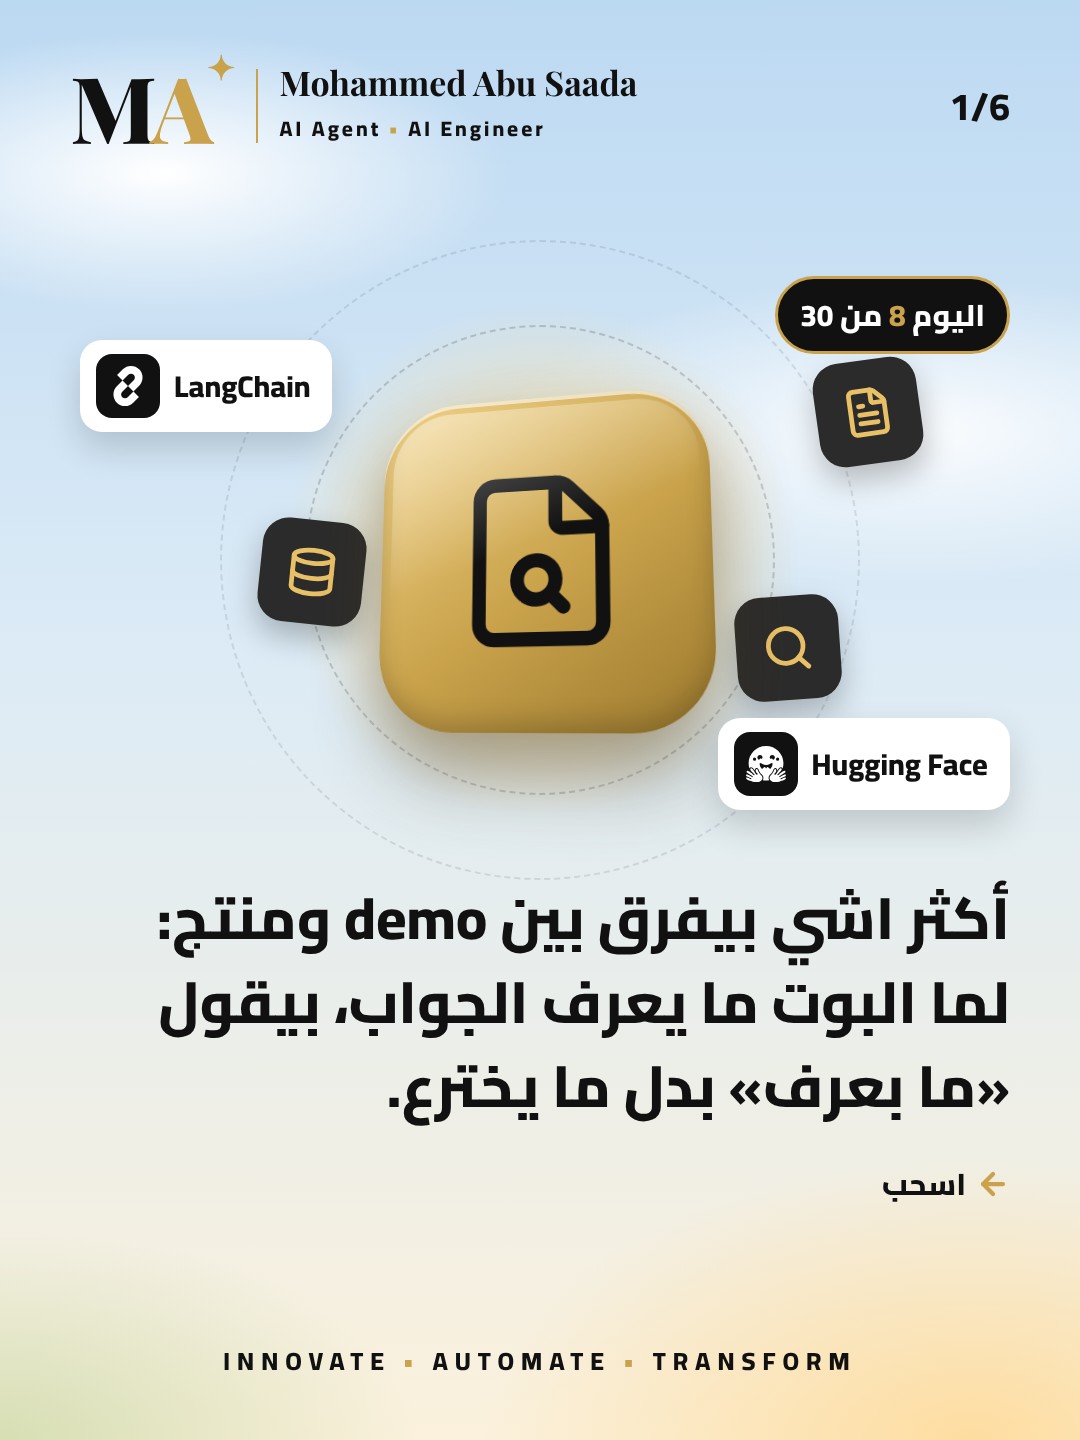 MA
Mohammed Abu Saada
AI Agent ▪ AI Engineer
1/6
اليوم 8 من 30
LangChain
Hugging Face
أكثر اشي بيفرق بين demo ومنتج:
لما البوت ما يعرف الجواب، بيقول
«ما بعرف» بدل ما يخترع.
← اسحب
INNOVATE ▪ AUTOMATE ▪ TRANSFORM